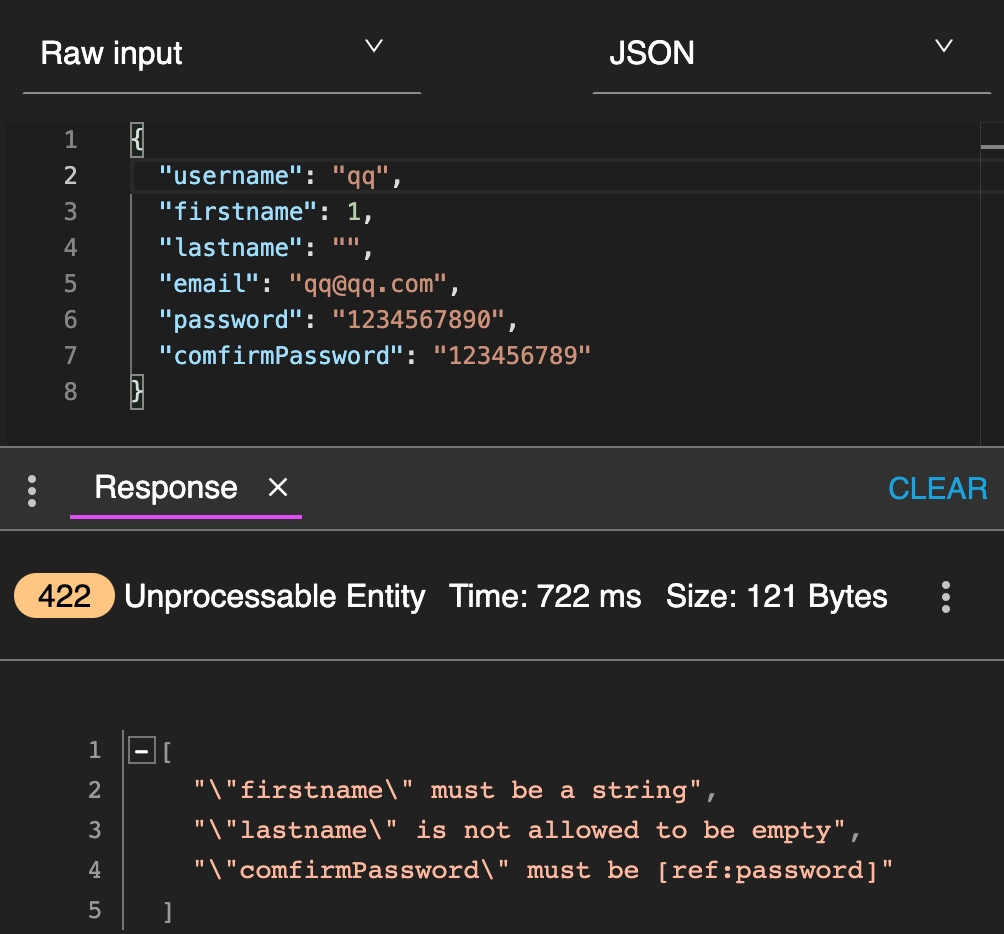 Raw input
JSON
1 {
2 "username": "qq",
3 "firstname": 1,
4 "lastname": "",
5 "email": "qq@qq.com",
6 "password": "1234567890",
7 "comfirmPassword": "123456789"
8 }
Response
CLEAR
422 Unprocessable Entity Time: 722 ms Size: 121 Bytes
1 [
2 "\"firstname\" must be a string",
3 "\"lastname\" is not allowed to be empty",
4 "\"comfirmPassword\" must be [ref:password]"
5 ]